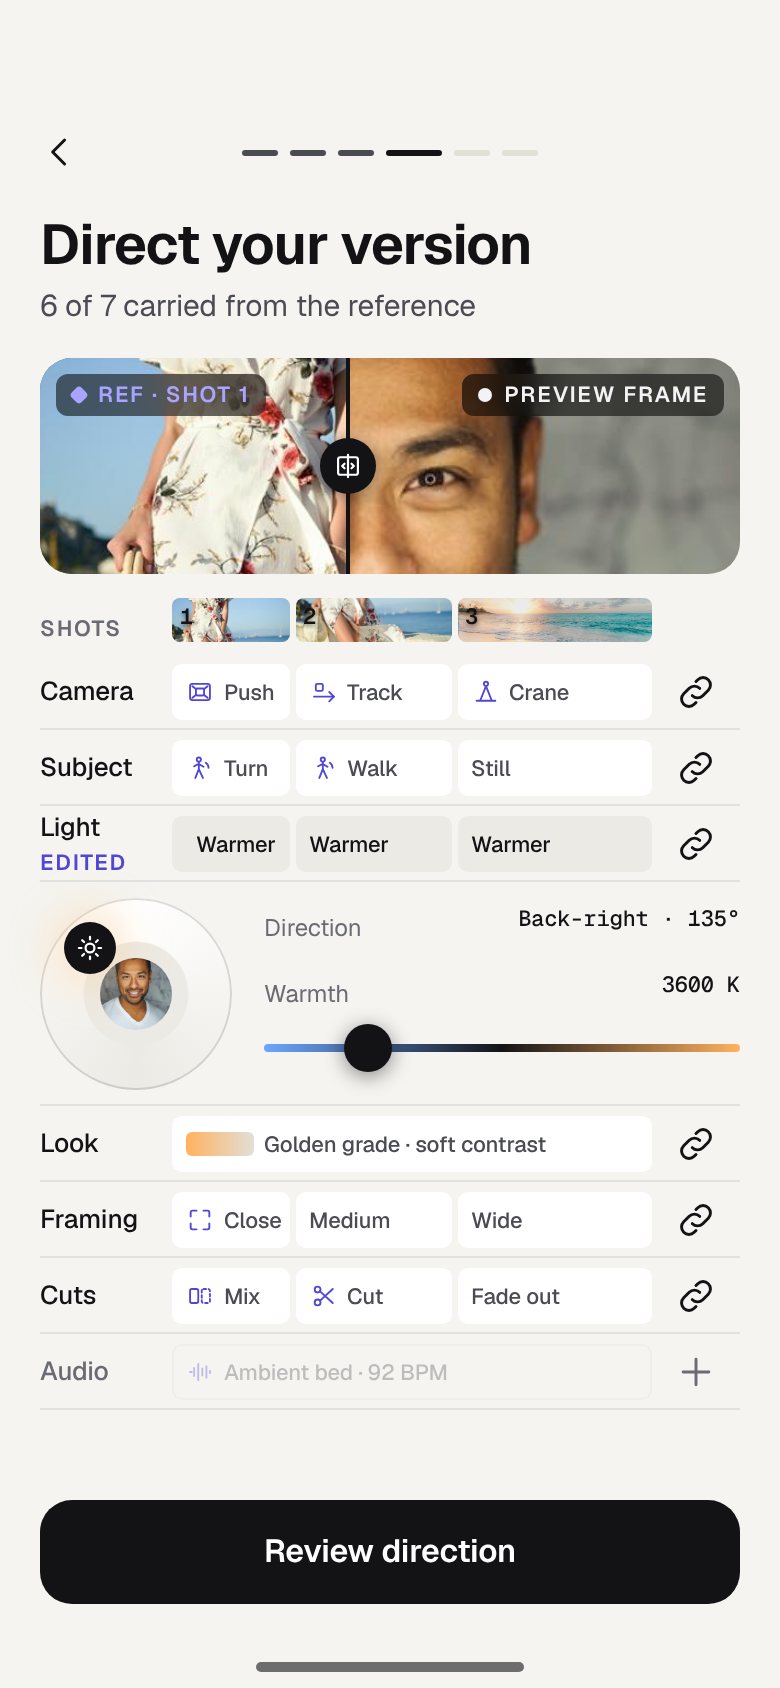 Direct your version
6 of 7 carried from the reference
REF · SHOT 1
PREVIEW FRAME
SHOTS
1
2
3
Camera
Push
Track
Crane
Subject
Turn
Walk
Still
Light
EDITED
Warmer
Warmer
Warmer
Direction
Back-right · 135°
Warmth
3600 K
Look
Golden grade · soft contrast
Framing
Close
Medium
Wide
Cuts
Mix
Cut
Fade out
Audio
Ambient bed · 92 BPM
Review direction